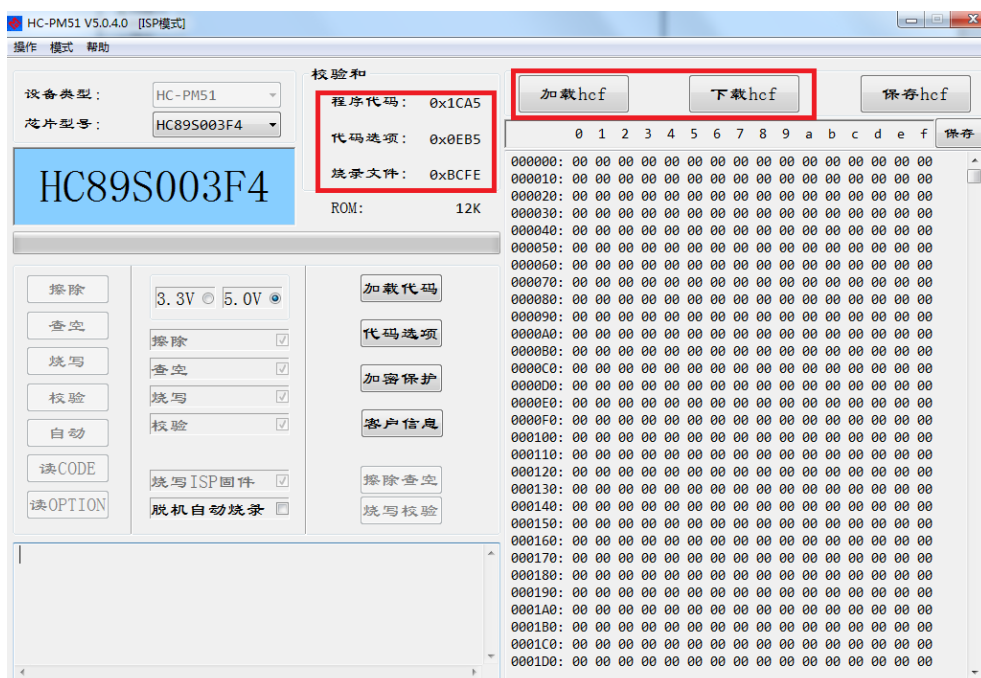 HC-PM51 V5.0.4.0 [ISP模式]
操作 模式 帮助
设备类型: HC-PM51
芯片型号: HC89S003F4
HC89S003F4
校验和
程序代码: 0x1CA5
代码选项: 0x0EB5
烧录文件: 0xBCFE
ROM: 12K
加载hcf 下载hcf 保存hcf
0 1 2 3 4 5 6 7 8 9 a b c d e f 保存
擦除
查空
烧写
校验
自动
读CODE
读OPTION
3.3V 5.0V
擦除
查空
烧写
校验
烧写ISP固件
脱机自动烧录
加载代码
代码选项
加密保护
客户信息
擦除查空
烧写校验
000000: 00 00 00 00 00 00 00 00 00 00 00 00 00 00 00 00
000010: 00 00 00 00 00 00 00 00 00 00 00 00 00 00 00 00
000020: 00 00 00 00 00 00 00 00 00 00 00 00 00 00 00 00
000030: 00 00 00 00 00 00 00 00 00 00 00 00 00 00 00 00
000040: 00 00 00 00 00 00 00 00 00 00 00 00 00 00 00 00
000050: 00 00 00 00 00 00 00 00 00 00 00 00 00 00 00 00
000060: 00 00 00 00 00 00 00 00 00 00 00 00 00 00 00 00
000070: 00 00 00 00 00 00 00 00 00 00 00 00 00 00 00 00
000080: 00 00 00 00 00 00 00 00 00 00 00 00 00 00 00 00
000090: 00 00 00 00 00 00 00 00 00 00 00 00 00 00 00 00
0000A0: 00 00 00 00 00 00 00 00 00 00 00 00 00 00 00 00
0000B0: 00 00 00 00 00 00 00 00 00 00 00 00 00 00 00 00
0000C0: 00 00 00 00 00 00 00 00 00 00 00 00 00 00 00 00
0000D0: 00 00 00 00 00 00 00 00 00 00 00 00 00 00 00 00
0000E0: 00 00 00 00 00 00 00 00 00 00 00 00 00 00 00 00
0000F0: 00 00 00 00 00 00 00 00 00 00 00 00 00 00 00 00
000100: 00 00 00 00 00 00 00 00 00 00 00 00 00 00 00 00
000110: 00 00 00 00 00 00 00 00 00 00 00 00 00 00 00 00
000120: 00 00 00 00 00 00 00 00 00 00 00 00 00 00 00 00
000130: 00 00 00 00 00 00 00 00 00 00 00 00 00 00 00 00
000140: 00 00 00 00 00 00 00 00 00 00 00 00 00 00 00 00
000150: 00 00 00 00 00 00 00 00 00 00 00 00 00 00 00 00
000160: 00 00 00 00 00 00 00 00 00 00 00 00 00 00 00 00
000170: 00 00 00 00 00 00 00 00 00 00 00 00 00 00 00 00
000180: 00 00 00 00 00 00 00 00 00 00 00 00 00 00 00 00
000190: 00 00 00 00 00 00 00 00 00 00 00 00 00 00 00 00
0001A0: 00 00 00 00 00 00 00 00 00 00 00 00 00 00 00 00
0001B0: 00 00 00 00 00 00 00 00 00 00 00 00 00 00 00 00
0001C0: 00 00 00 00 00 00 00 00 00 00 00 00 00 00 00 00
0001D0: 00 00 00 00 00 00 00 00 00 00 00 00 00 00 00 00